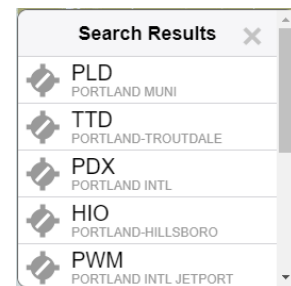 Search Results
PLD
PORTLAND MUNI
TTD
PORTLAND-TROUTDALE
PDX
PORTLAND INTL
HIO
PORTLAND-HILLSBORO
PWM
PORTLAND INTL JETPORT